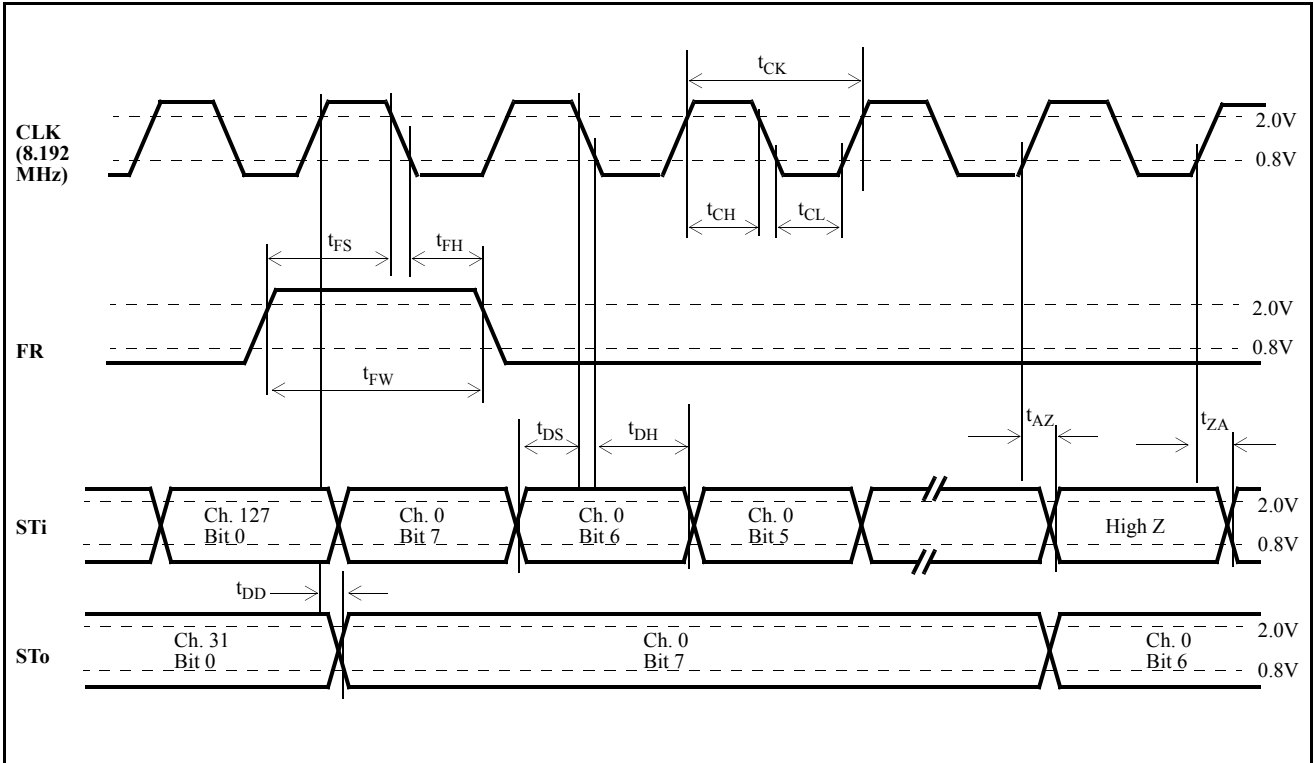 tCK
CLK
(8.192
MHz)
2.0V
0.8V
tCH
tCL
tFS
tFH
FR
2.0V
0.8V
tFW
tDS
tDH
tAZ
tZA
STi
Ch. 127
Bit 0
Ch. 0
Bit 7
Ch. 0
Bit 6
Ch. 0
Bit 5
High Z
2.0V
0.8V
tDD
STo
Ch. 31
Bit 0
Ch. 0
Bit 7
Ch. 0
Bit 6
2.0V
0.8V